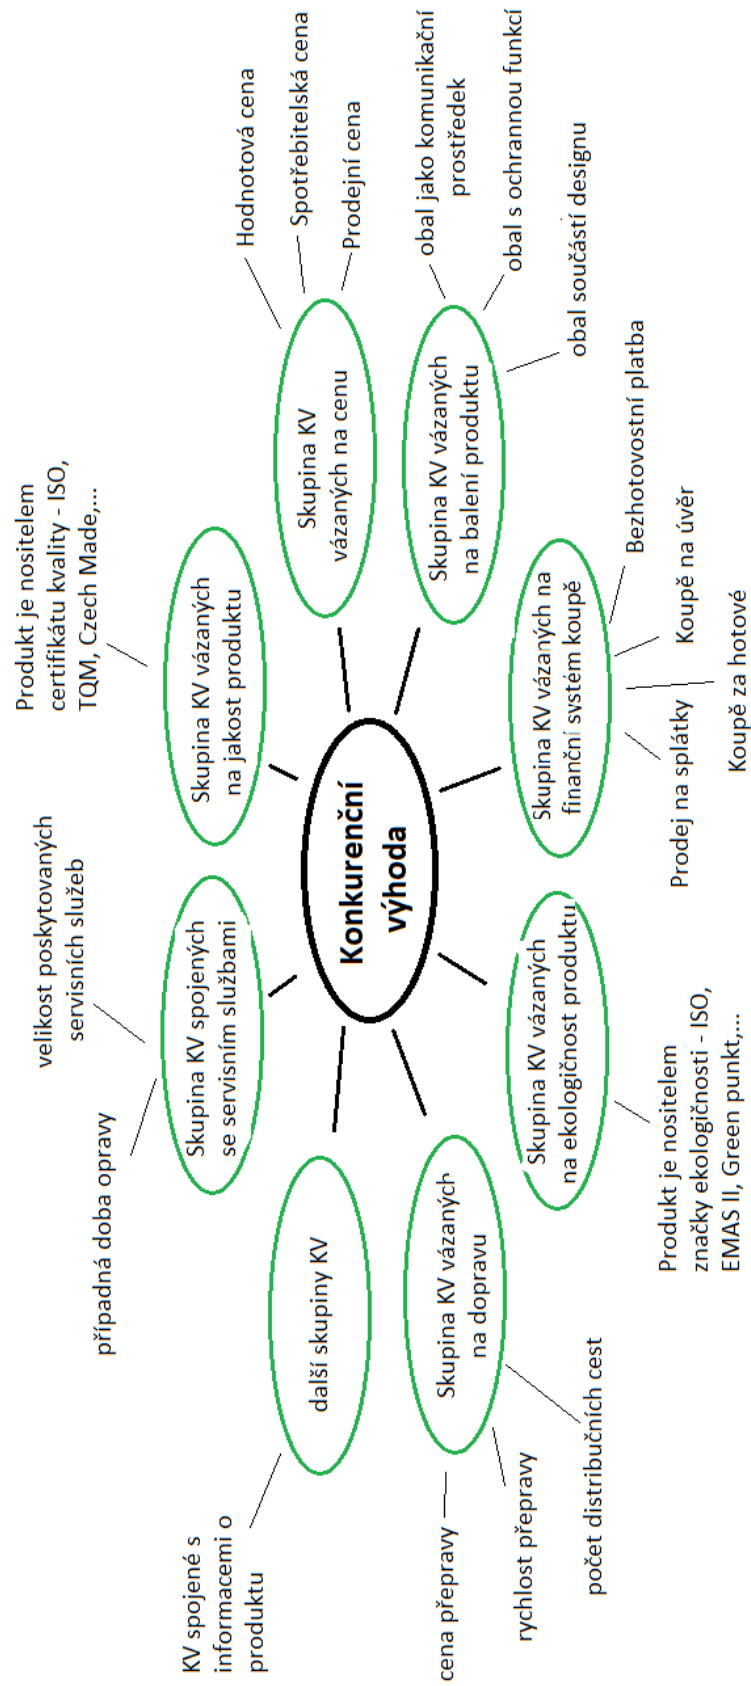 Konkurenční
výhoda
Produkt je nositelem
certifikátu kvality - ISO,
TQM, Czech Made,...
Skupina KV vázaných
na jakost produktu
Hodnotová cena
Spotřebitelská cena
Prodejní cena
Skupina KV
vázaných na cenu
obal jako komunikační
prostředek
obal s ochrannou funkcí
obal součástí designu
Skupina KV vázaných
na balení produktu
Skupina KV vázaných na
finanční systém koupě
Bezhotovostní platba
Koupě na úvěr
Koupě za hotové
Prodej na splátky
Skupina KV vázaných
na ekologičnost produktu
Produkt je nositelem
značky ekologičnosti - ISO,
EMAS II, Green punkt,...
Skupina KV vázaných
na dopravu
počet distribučních cest
rychlost přepravy
cena přepravy
další skupiny KV
KV spojené s
informacemi o
produktu
Skupina KV spojených
se servisním službami
případná doba opravy
velikost poskytovaných
servisních služeb